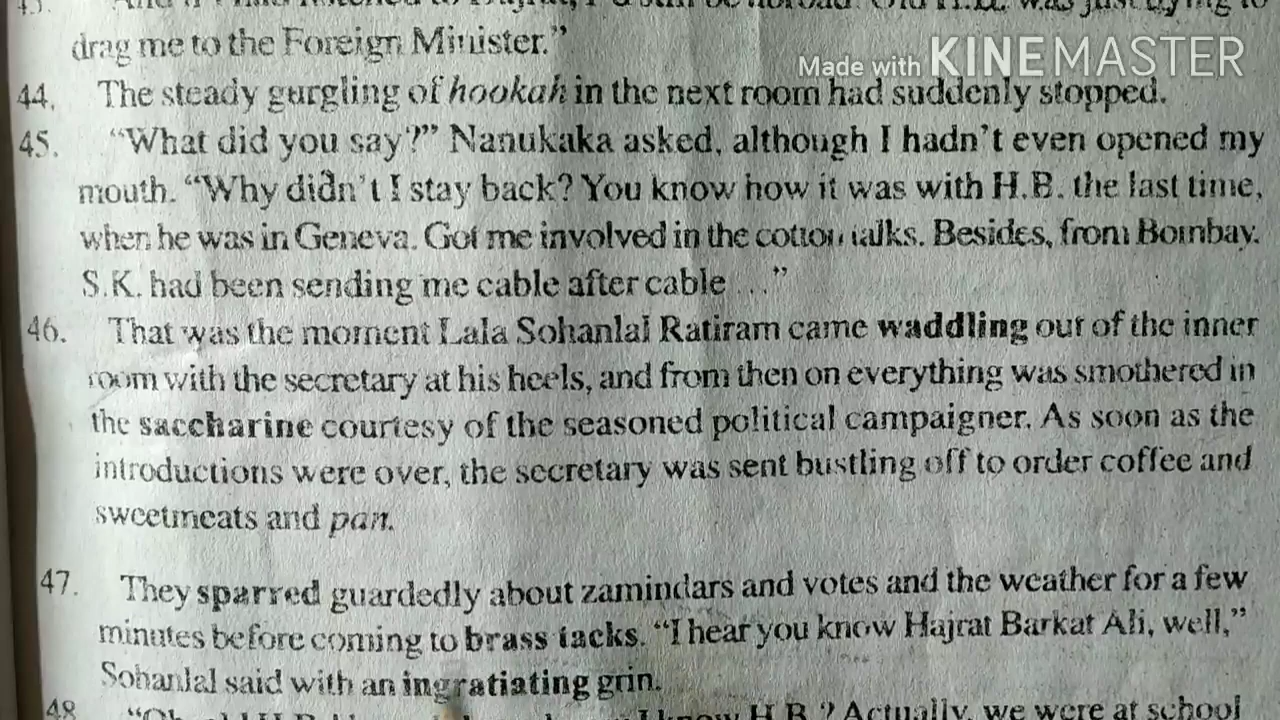 drag me to the Foreign Minister.”
Made with KINEMASTER
44. The steady gurgling of hookah in the next room had suddenly stopped.
45. “What did you say?” Nanukaka asked, although I hadn’t even opened my
mouth. “Why didn’t I stay back? You know how it was with H.B. the last time,
when he was in Geneva. Got me involved in the cotton talks. Besides, from Bombay.
S.K. had been sending me cable after cable ...”
46. That was the moment Lala Sohanlal Ratiram came waddling out of the inner
room with the secretary at his heels, and from then on everything was smothered in
the saccharine courtesy of the seasoned political campaigner. As soon as the
introductions were over, the secretary was sent bustling off to order coffee and
sweetmeats and pan.
47. They sparred guardedly about zamindars and votes and the weather for a few
minutes before coming to brass tacks. “I hear you know Hajrat Barkat Ali, well,”
Sohanlal said with an ingratiating grin.
48 know H.B.? Actually, we were at school